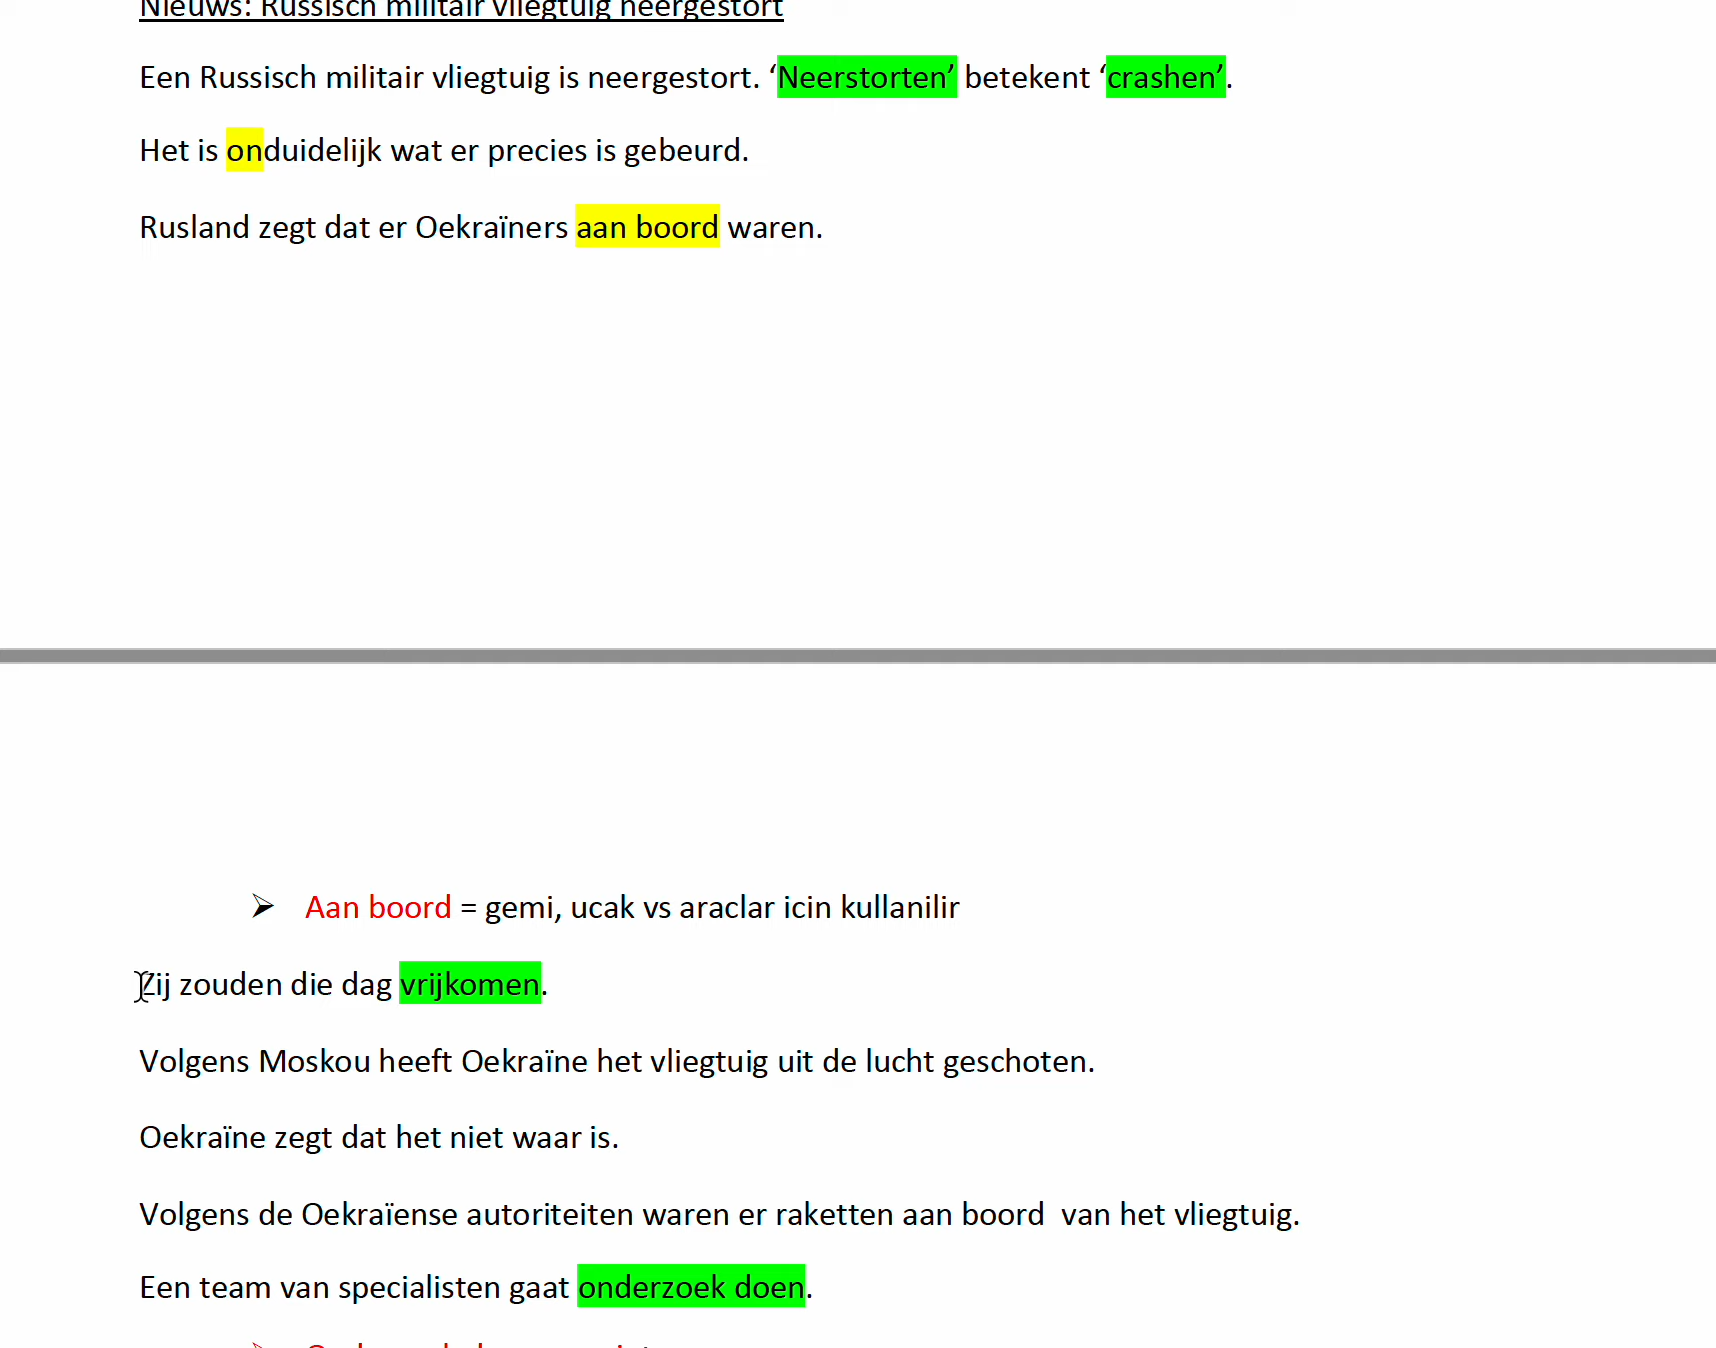 Nieuws: Russisch militair vliegtuig neergestort
Een Russisch militair vliegtuig is neergestort. ‘Neerstorten’ betekent ‘crashen’.
Het is onduidelijk wat er precies is gebeurd.
Rusland zegt dat er Oekraïners aan boord waren.
➢ Aan boord = gemi, ucak vs araclar icin kullanilir
Zij zouden die dag vrijkomen.
Volgens Moskou heeft Oekraïne het vliegtuig uit de lucht geschoten.
Oekraïne zegt dat het niet waar is.
Volgens de Oekraïense autoriteiten waren er raketten aan boord  van het vliegtuig.
Een team van specialisten gaat onderzoek doen.